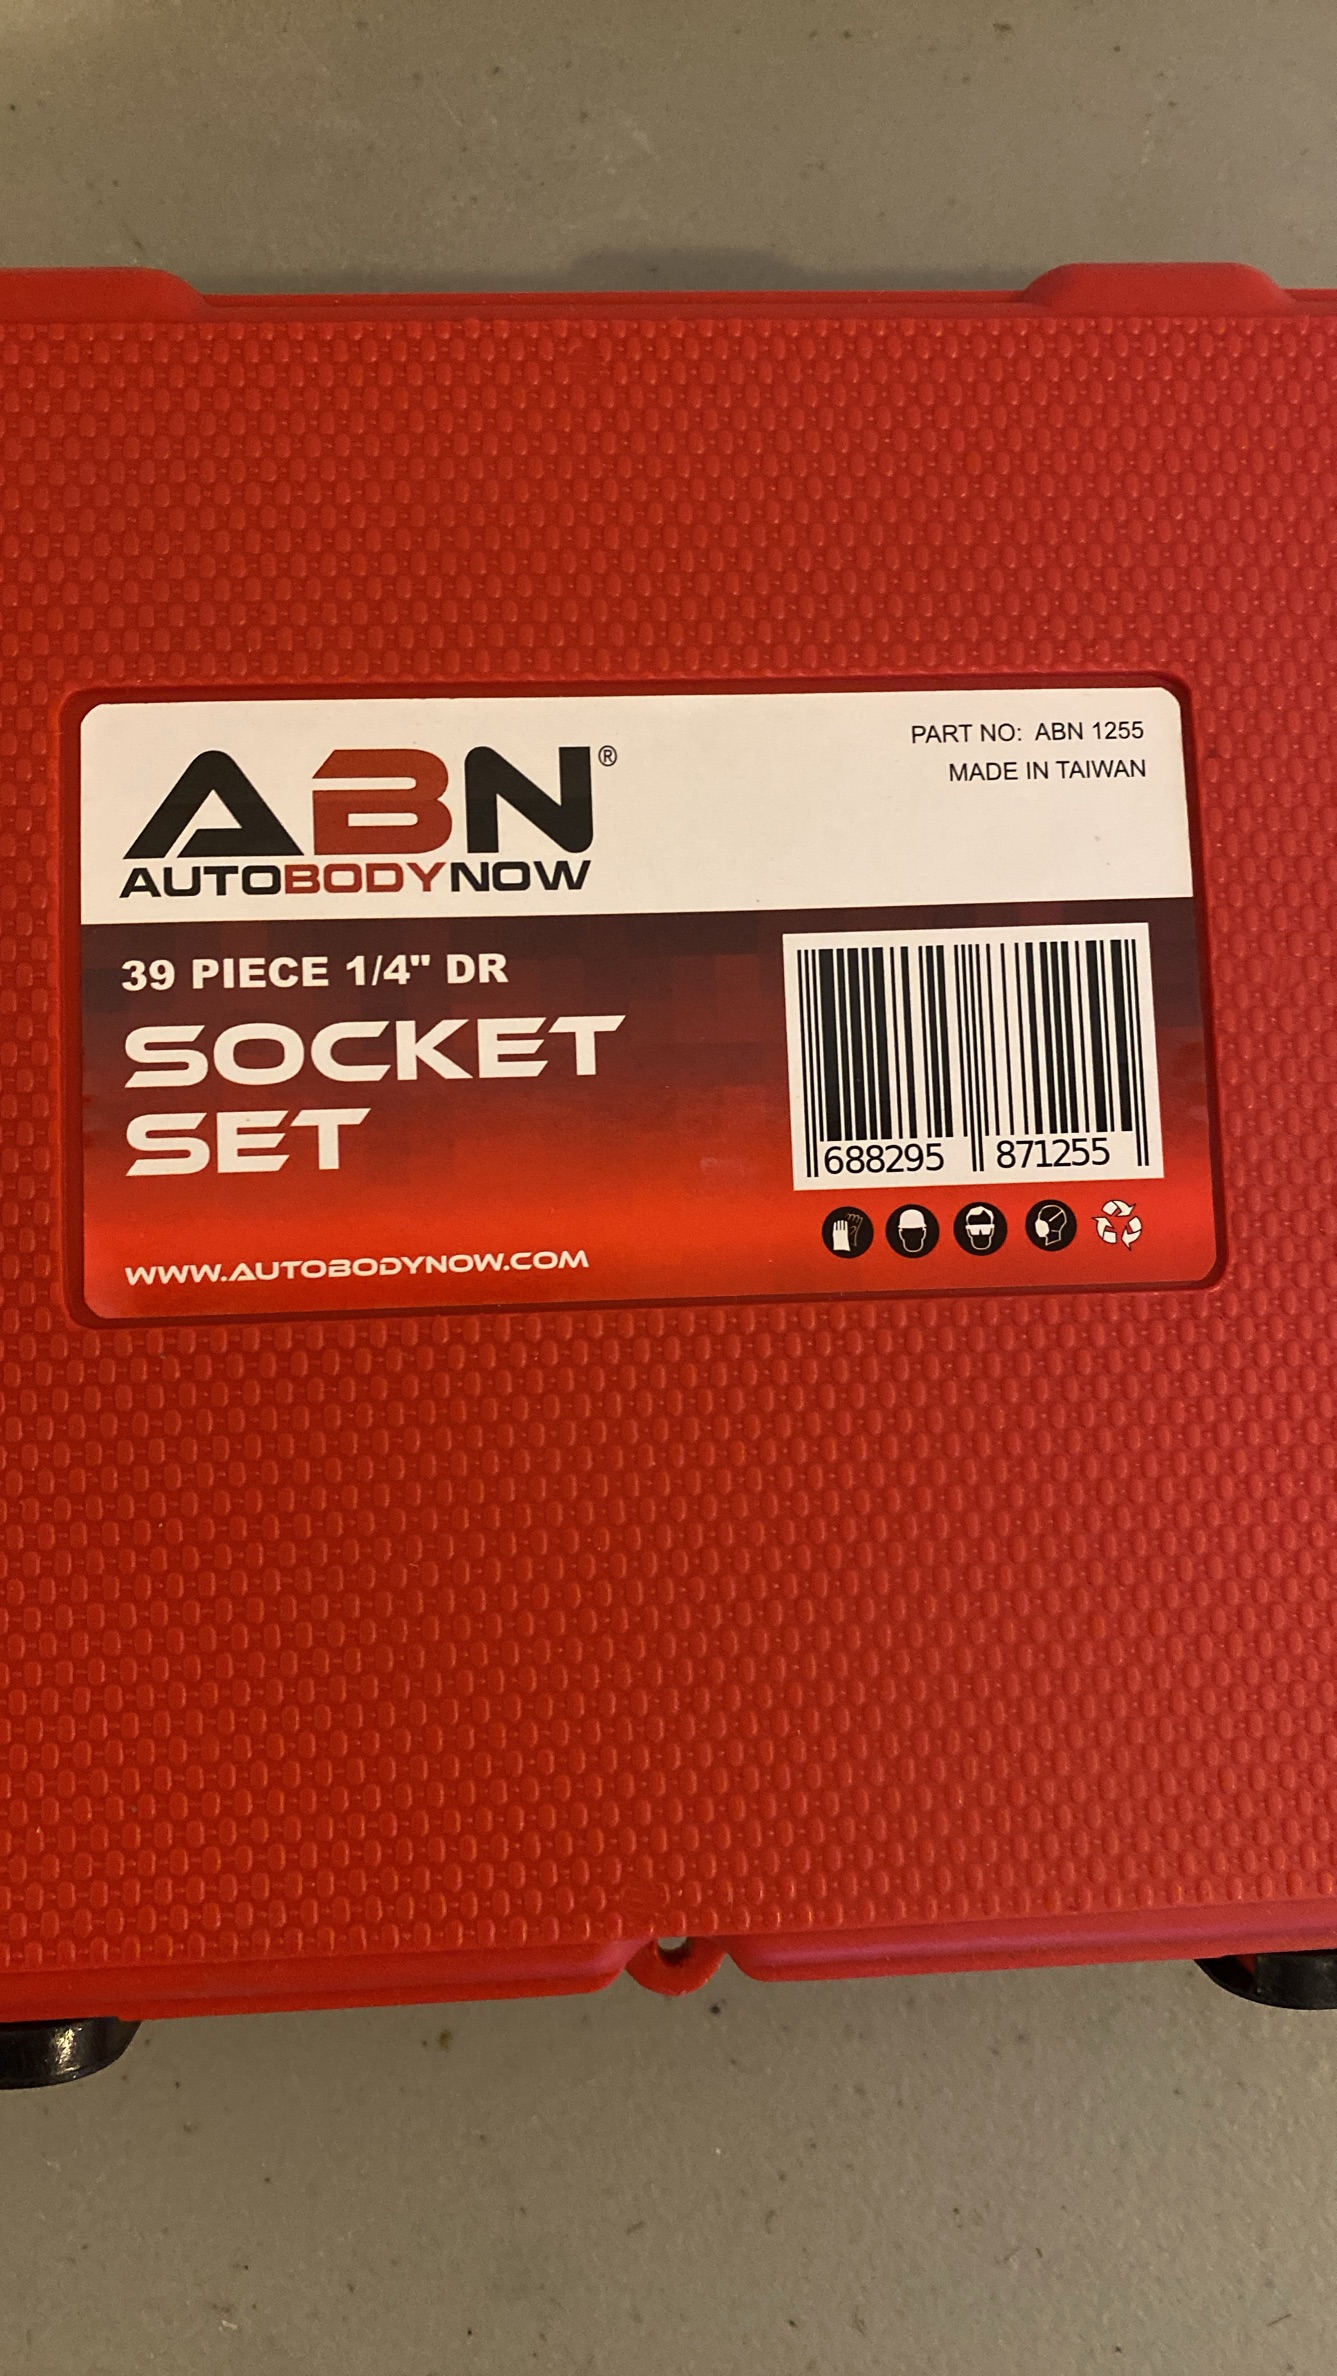 ABN®
AUTOBODYNOW
PART NO: ABN 1255
MADE IN TAIWAN
39 PIECE 1/4" DR
SOCKET
SET
688295 871255
WWW.AUTOBODYNOW.COM